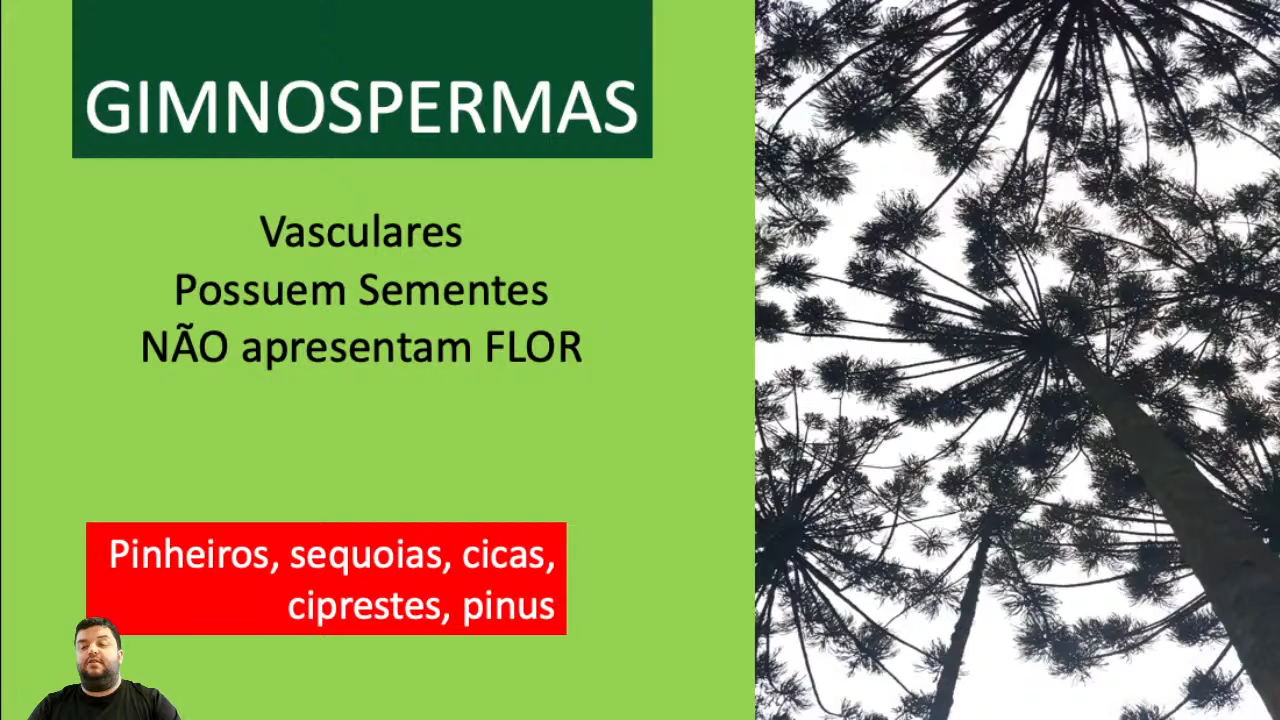 GIMNOSPERMAS
Vasculares
Possuem Sementes
NÃO apresentam FLOR
Pinheiros, sequoias, cicas,
ciprestes, pinus